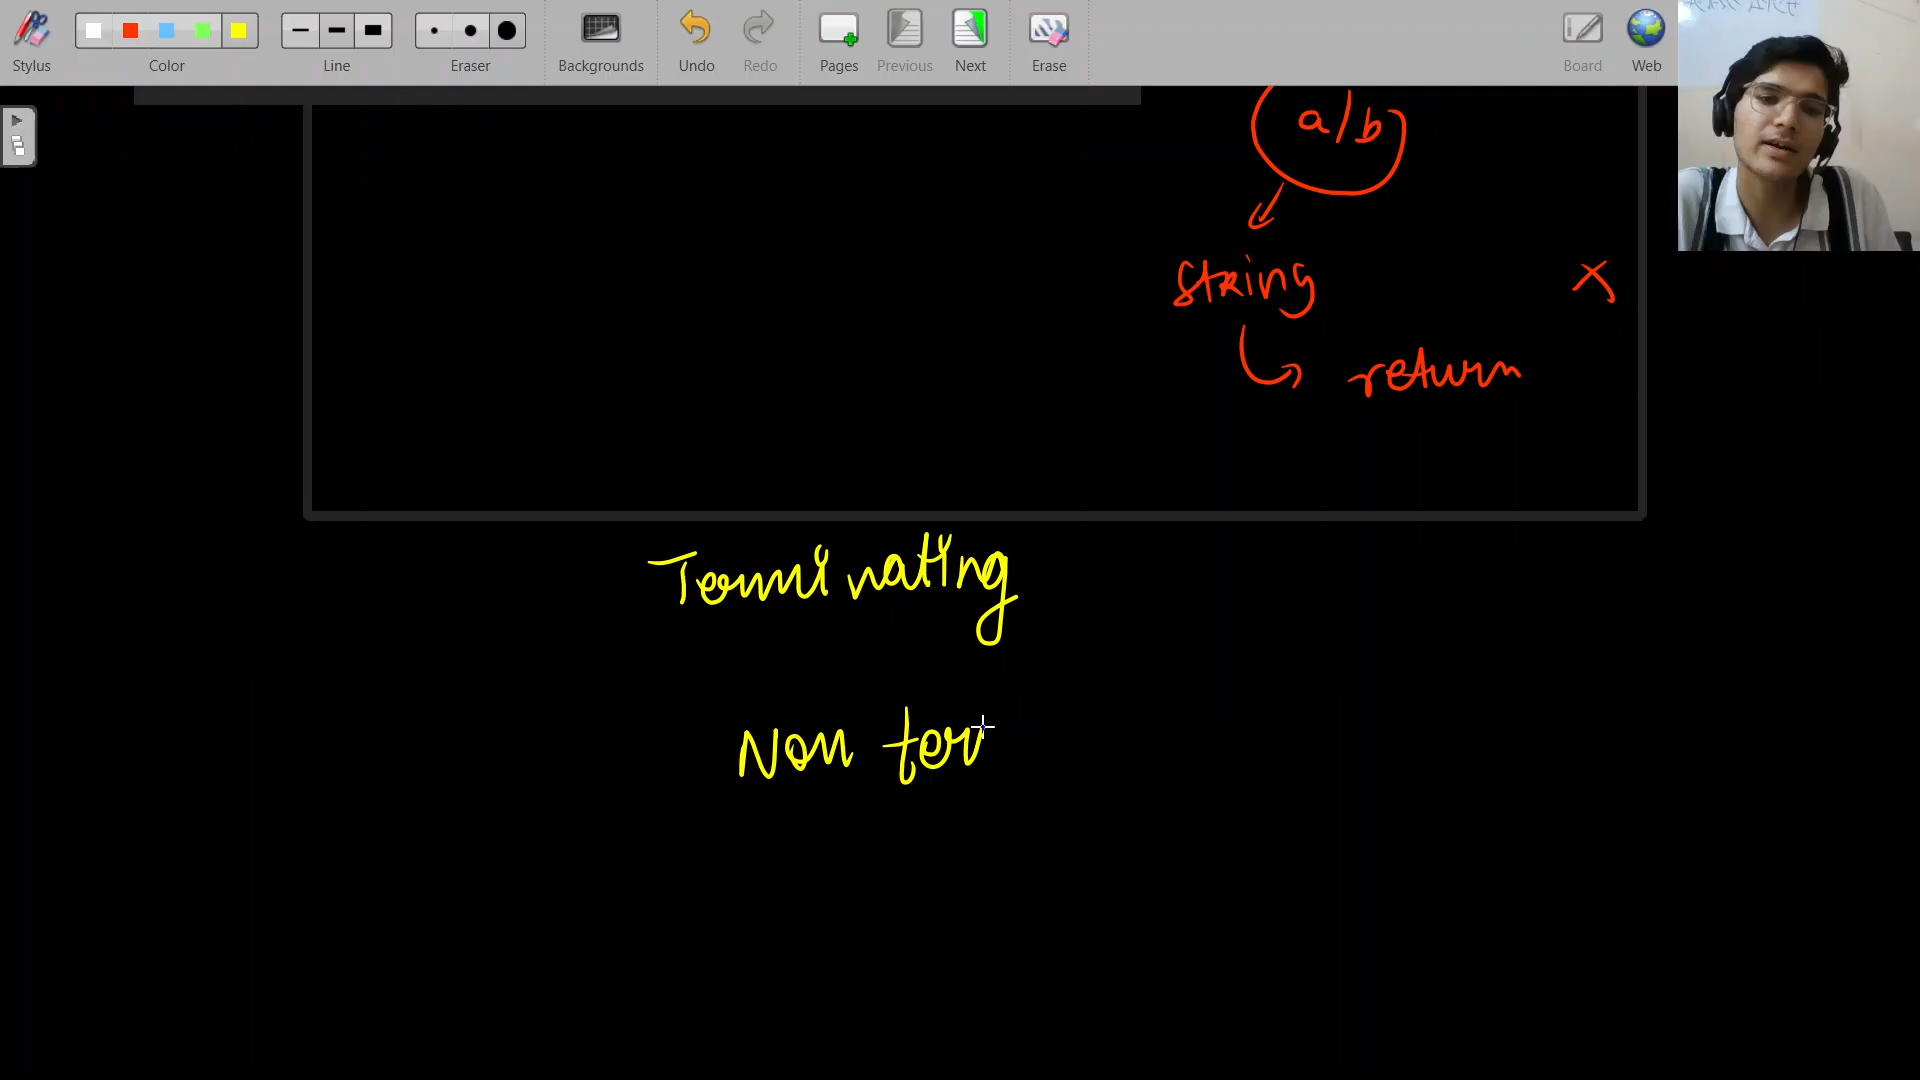 Stylus Color Line Eraser Backgrounds Undo Redo Pages Previous Next Erase Board Web
a/b
string
x
return
Terminating
Non ter